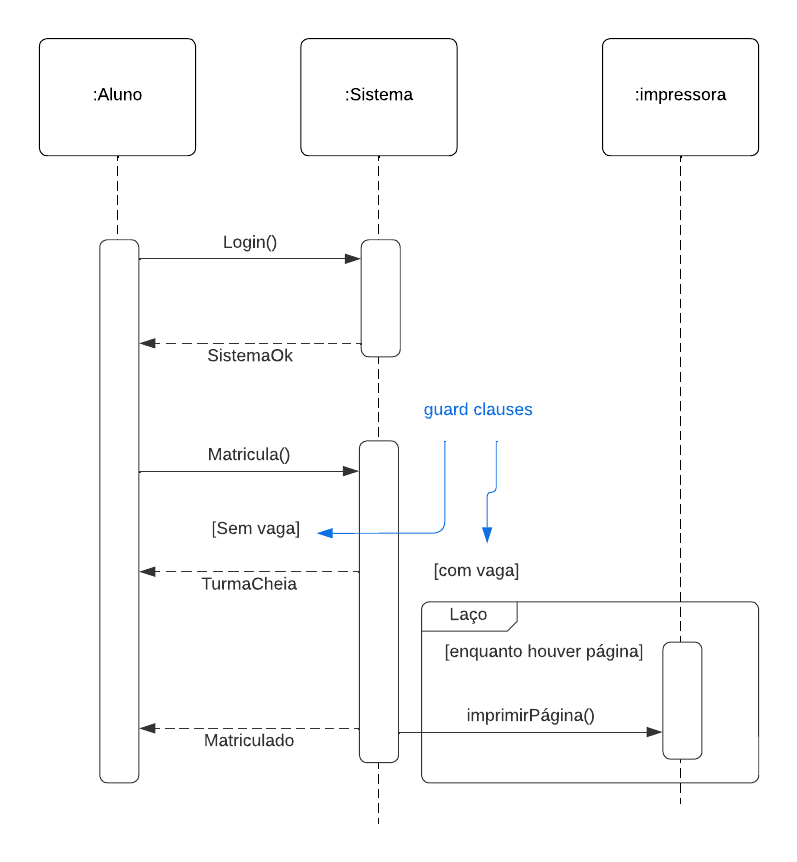 :Aluno
:Sistema
:impressora
Login()
SistemaOk
guard clauses
Matricula()
[Sem vaga]
[com vaga]
TurmaCheia
Laço
[enquanto houver página]
imprimirPágina()
Matriculado